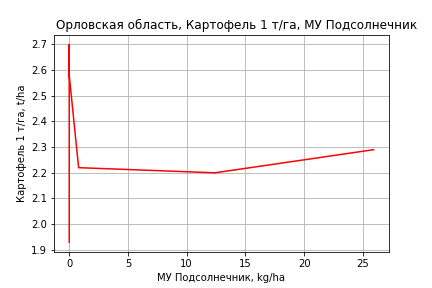 Орловская область, Картофель 1 т/га, МУ Подсолнечник
2.7
2.6
2.5
2.4
2.3
2.2
2.1
2.0
1.9
Картофель 1 т/га, t/ha
0 5 10 15 20 25
МУ Подсолнечник, kg/ha